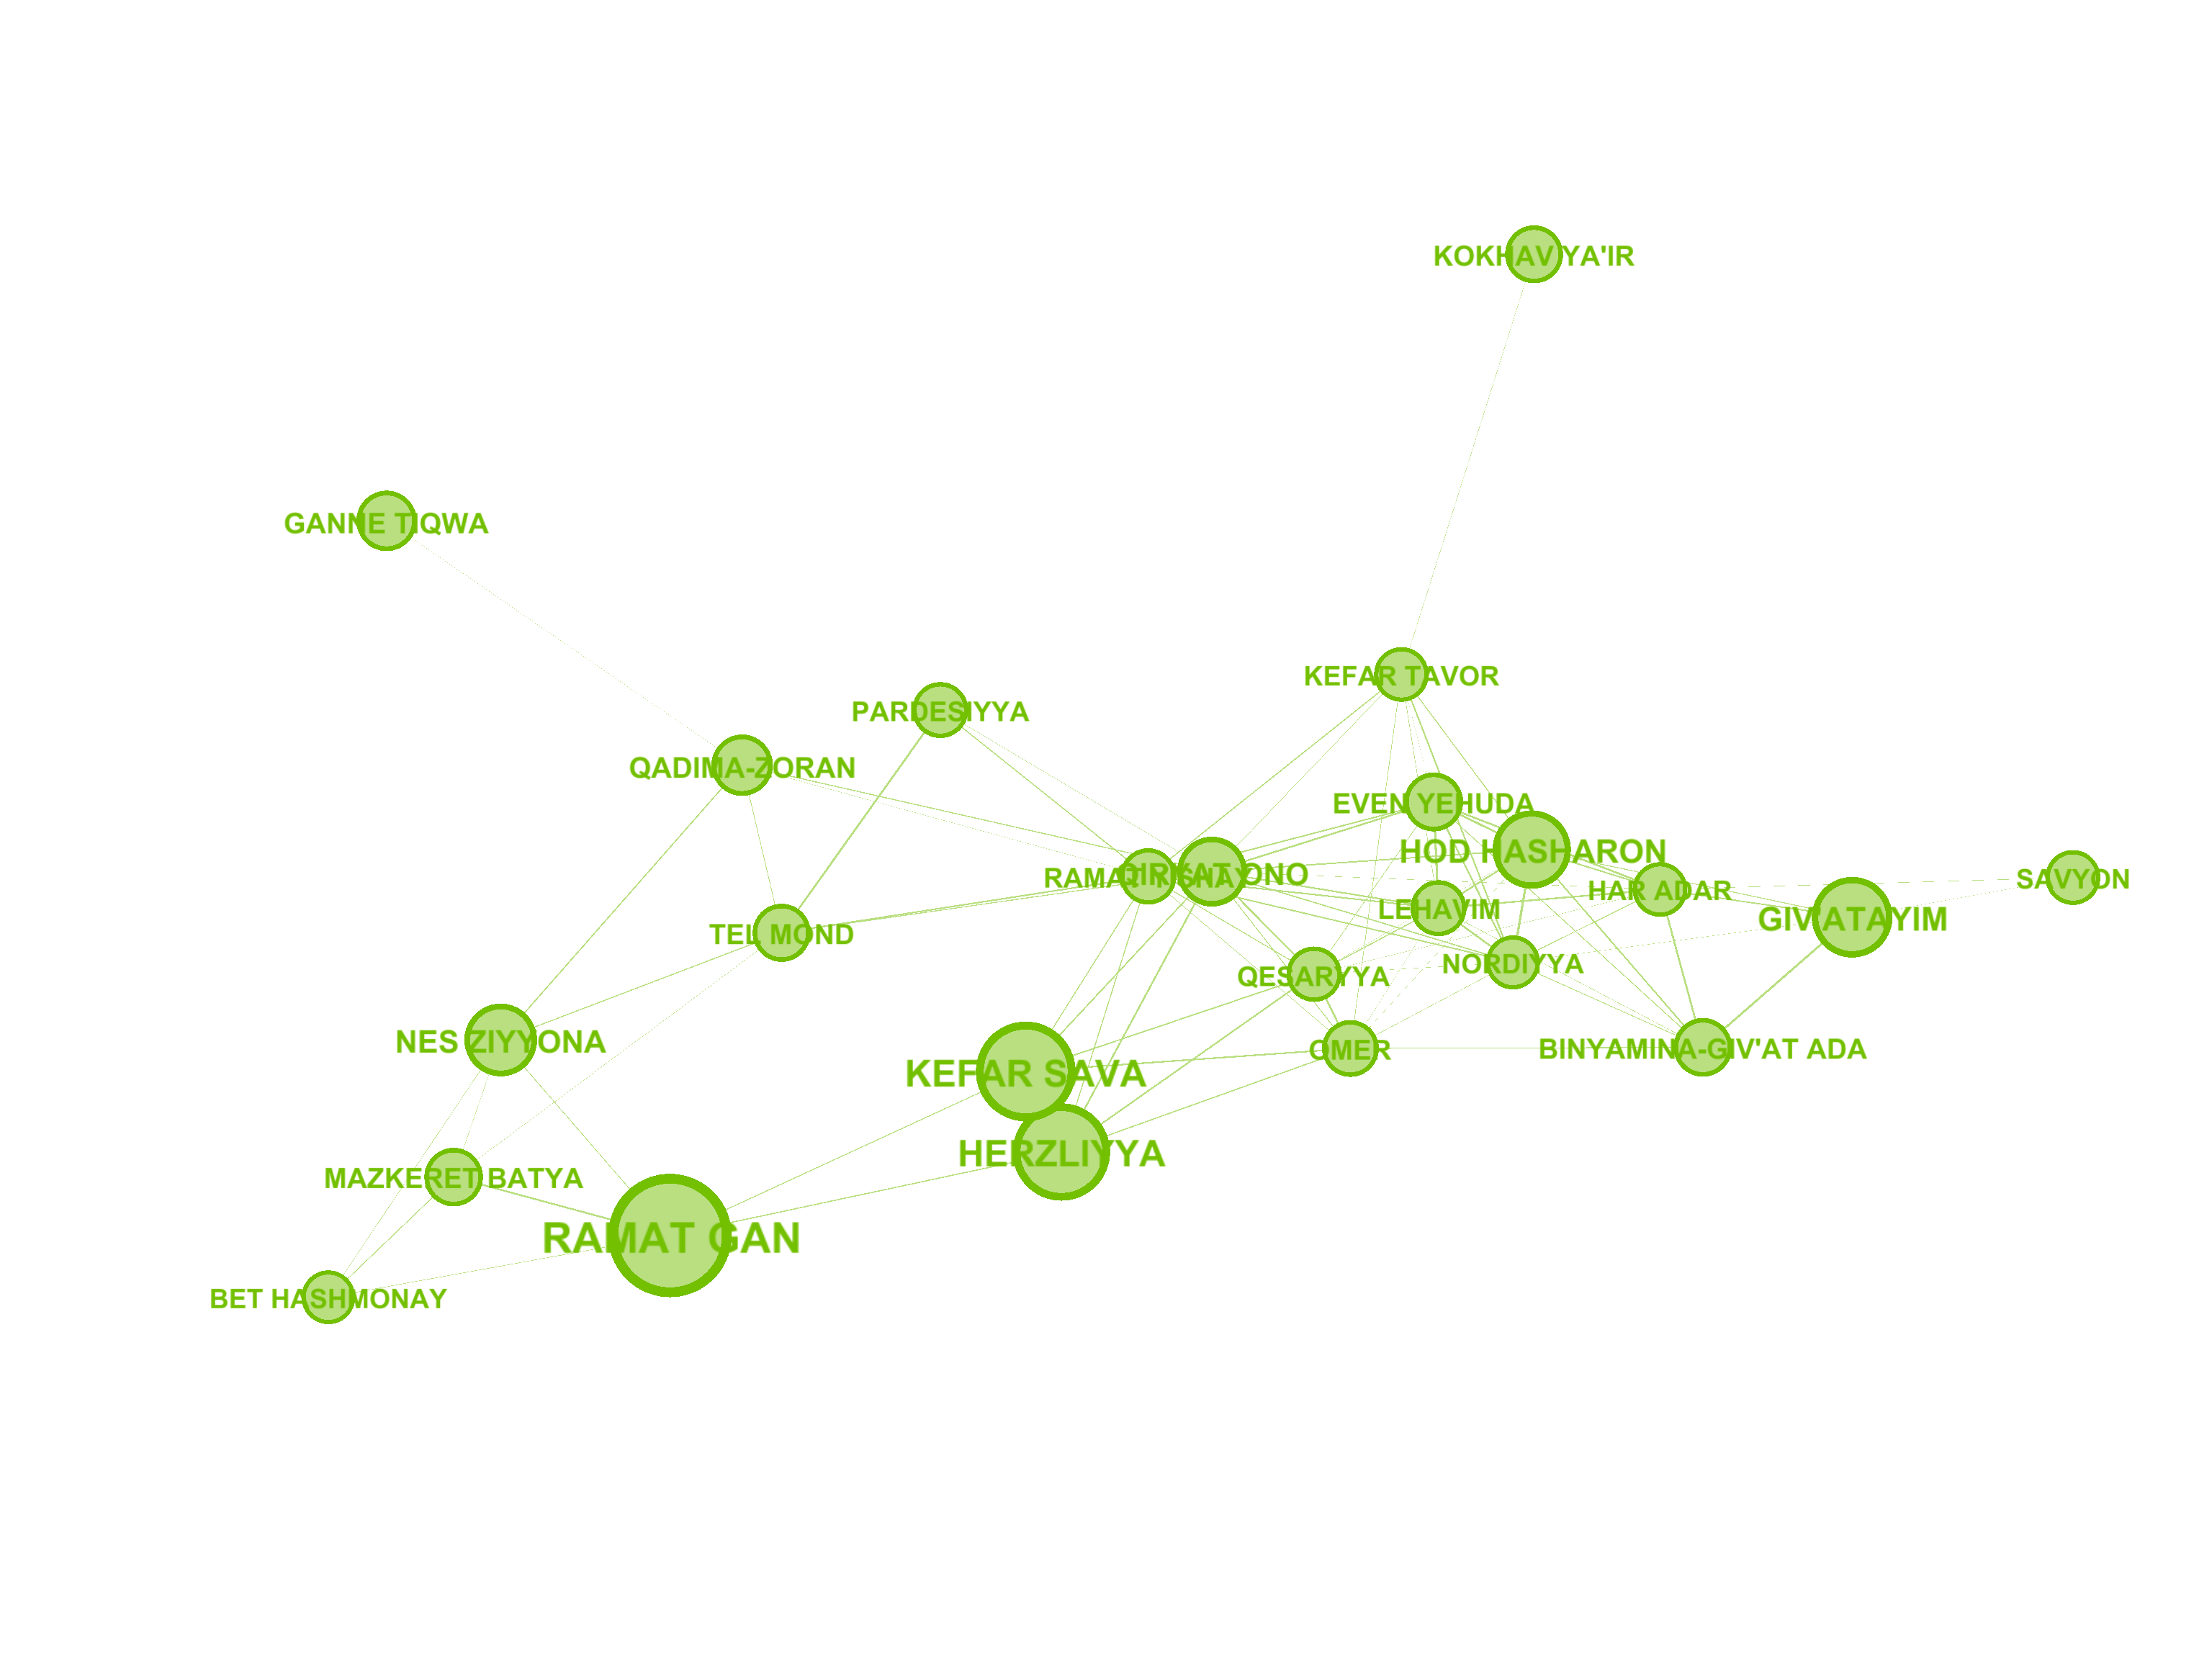 KOKHAV YA'IR
GANNE TIQWA
KEFAR TAVOR
PARDESIYYA
QADIMA-ZORAN
EVEN YEHUDA
HOD HASHARON
RAMAT YISHAY
QIRYAT ONO
SAVYON
HAR ADAR
LEHAVIM
GIV'ATAYIM
TEL MOND
NORDIYYA
QESARIYYA
NES ZIYYONA
OMER
BINYAMINA-GIV'AT ADA
KEFAR SAVA
HERZLIYYA
MAZKERET BATYA
RAMAT GAN
BET HASHMONAY